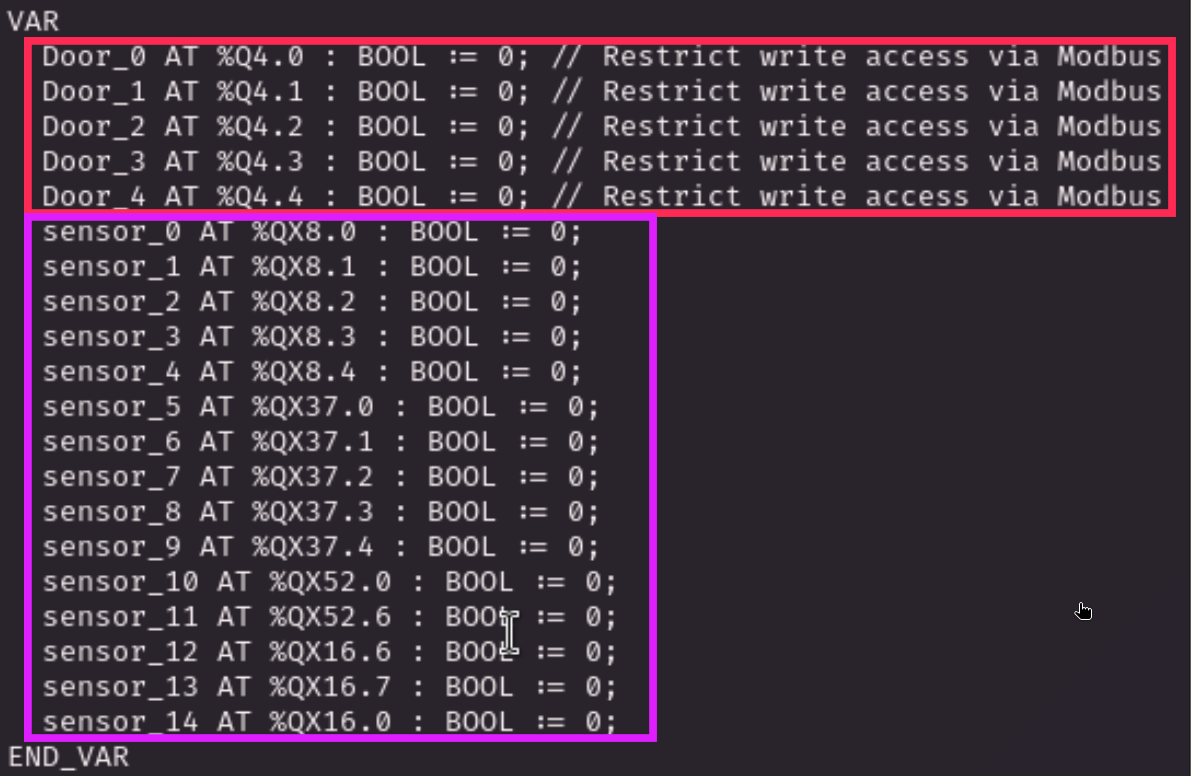 VAR
Door_0 AT %Q4.0 : BOOL := 0; // Restrict write access via Modbus
Door_1 AT %Q4.1 : BOOL := 0; // Restrict write access via Modbus
Door_2 AT %Q4.2 : BOOL := 0; // Restrict write access via Modbus
Door_3 AT %Q4.3 : BOOL := 0; // Restrict write access via Modbus
Door_4 AT %Q4.4 : BOOL := 0; // Restrict write access via Modbus
sensor_0 AT %QX8.0 : BOOL := 0;
sensor_1 AT %QX8.1 : BOOL := 0;
sensor_2 AT %QX8.2 : BOOL := 0;
sensor_3 AT %QX8.3 : BOOL := 0;
sensor_4 AT %QX8.4 : BOOL := 0;
sensor_5 AT %QX37.0 : BOOL := 0;
sensor_6 AT %QX37.1 : BOOL := 0;
sensor_7 AT %QX37.2 : BOOL := 0;
sensor_8 AT %QX37.3 : BOOL := 0;
sensor_9 AT %QX37.4 : BOOL := 0;
sensor_10 AT %QX52.0 : BOOL := 0;
sensor_11 AT %QX52.6 : BOOL := 0;
sensor_12 AT %QX16.6 : BOOL := 0;
sensor_13 AT %QX16.7 : BOOL := 0;
sensor_14 AT %QX16.0 : BOOL := 0;
END_VAR